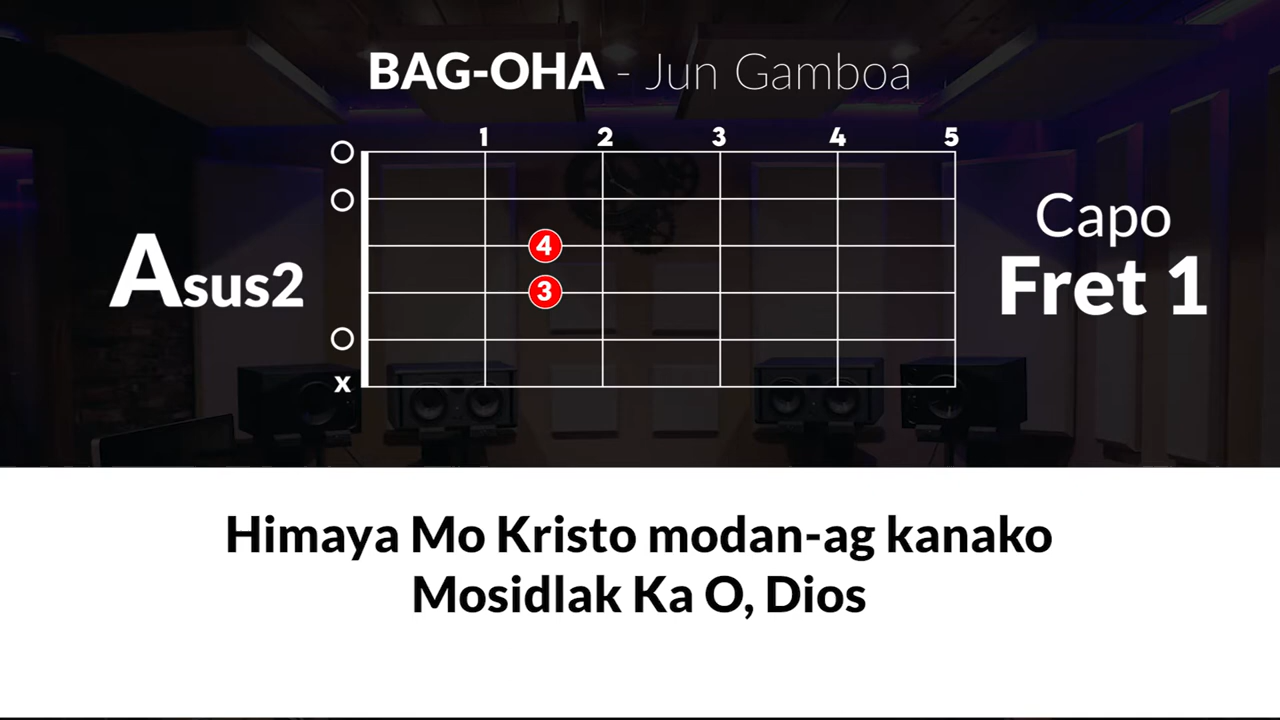 BAG-OHA - Jun Gamboa
1 2 3 4 5
Asus2
4
3
x
Capo
Fret 1
Himaya Mo Kristo modan-ag kanako
Mosidlak Ka O, Dios